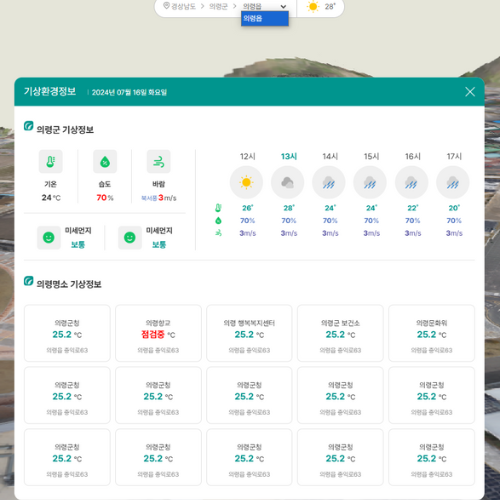 경상남도 > 의령군 > 의령읍 28°
의령읍
기상환경정보 | 2024년 07월 16일 화요일
의령군 기상정보
12시 13시 14시 15시 16시 17시
기온 습도 바람
24 °C 70 % 북서풍 3 m/s
26° 28° 24° 24° 22° 20°
70% 70% 70% 70% 70% 70%
3m/s 3m/s 3m/s 3m/s 3m/s 3m/s
미세먼지 미세먼지
보통 보통
의령명소 기상정보
의령군청 의령향교 의령 행복복지센터 의령군 보건소 의령문화원
25.2 °C 점검중 °C 25.2 °C 25.2 °C 25.2 °C
의령읍 충익로63 의령읍 충익로63 의령읍 충익로63 의령읍 충익로63 의령읍 충익로63
의령군청 의령군청 의령군청 의령군청 의령군청
25.2 °C 25.2 °C 25.2 °C 25.2 °C 25.2 °C
의령읍 충익로63 의령읍 충익로63 의령읍 충익로63 의령읍 충익로63 의령읍 충익로63
의령군청 의령군청 의령군청 의령군청 의령군청
25.2 °C 25.2 °C 25.2 °C 25.2 °C 25.2 °C
의령읍 충익로63 의령읍 충익로63 의령읍 충익로63 의령읍 충익로63 의령읍 충익로63